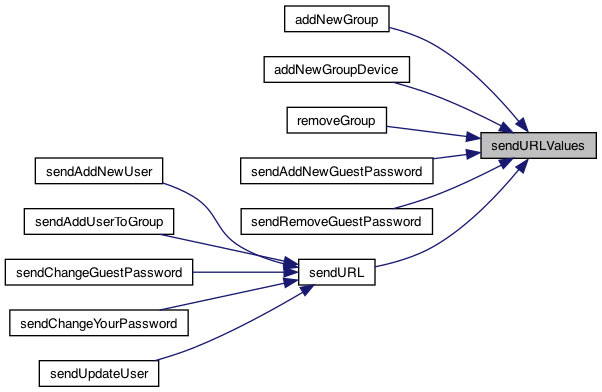 addNewGroup
addNewGroupDevice
removeGroup
sendURLValues
sendAddNewUser
sendAddNewGuestPassword
sendAddUserToGroup
sendRemoveGuestPassword
sendChangeGuestPassword
sendURL
sendChangeYourPassword
sendUpdateUser